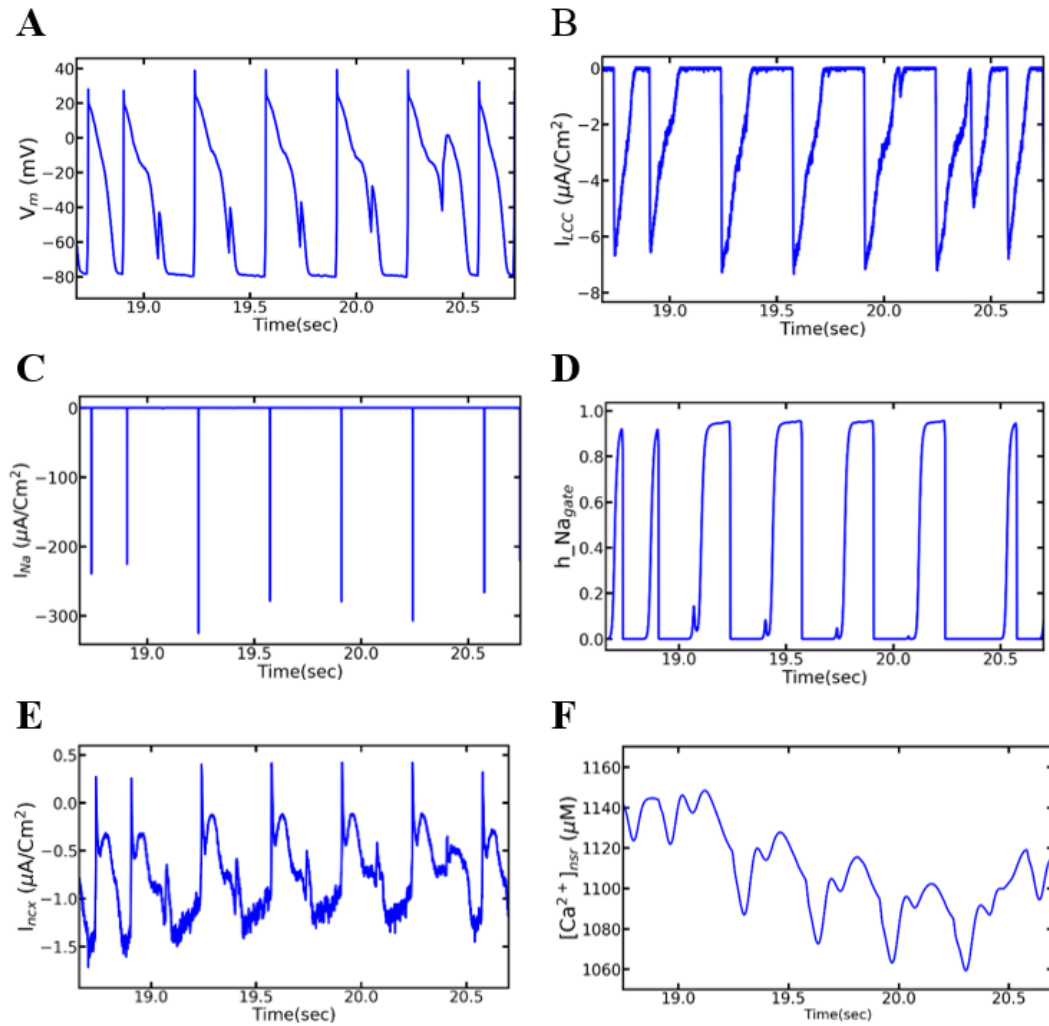 A
B
V_m (mV)
40
20
0
−20
−40
−60
−80
19.0 19.5 20.0 20.5
Time(sec)
I_LCC (μA/Cm²)
0
−2
−4
−6
−8
19.0 19.5 20.0 20.5
Time(sec)
C
D
I_Na (μA/Cm²)
0
−100
−200
−300
19.0 19.5 20.0 20.5
Time(sec)
h_Na_gate
1.0
0.8
0.6
0.4
0.2
0.0
19.0 19.5 20.0 20.5
Time(sec)
E
F
I_ncx (μA/Cm²)
0.5
0.0
−0.5
−1.0
−1.5
19.0 19.5 20.0 20.5
Time(sec)
[Ca²⁺]_nsr (μM)
1160
1140
1120
1100
1080
1060
19.0 19.5 20.0 20.5
Time(sec)